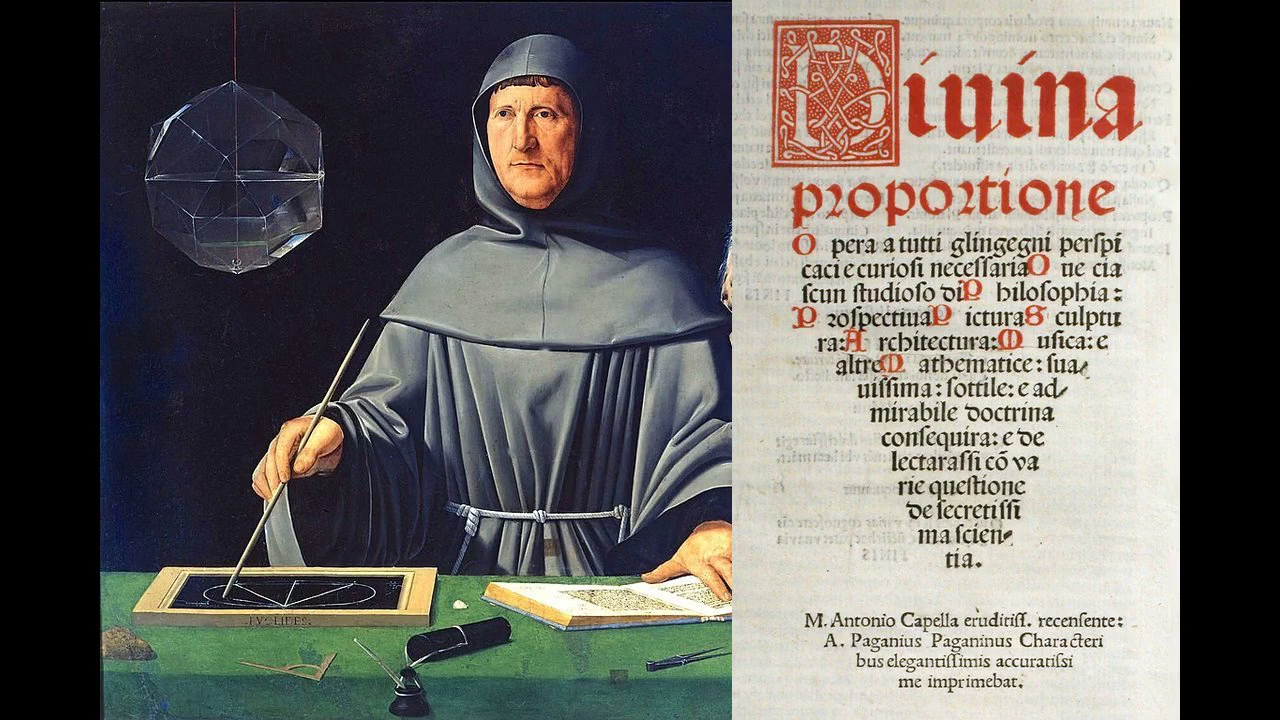 EVCLIDES
Diuina
proportione
Opera a tutti glingegni perſpi
caci e curioſi neceſſaria Oue cia
ſcun ſtudioſo di Philoſophia:
Proſpectiua Pictura Sculptu
ra: Architectura: Muſica: e
altre Mathematice: ſua
uiſſima: ſottile: e ad
mirabile doctrina
conſequira: e de
lectaraſſi cõ va
rie queſtione
de ſecretiſſi
ma ſcien
tia.
M. Antonio Capella eruditiſſ. recenſente:
A. Paganius Paganinus Characteri
bus elegantiſſimis accuratiſſi
me imprimebat.